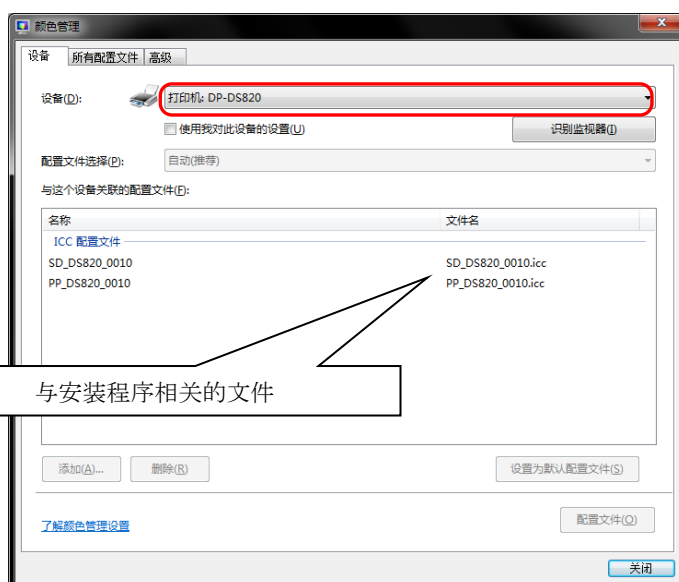 颜色管理
设备 所有配置文件 高级
设备(D): 打印机: DP-DS820
使用我对此设备的设置(U) 识别监视器(I)
配置文件选择(P): 自动(推荐)
与这个设备关联的配置文件(F):
名称 文件名
ICC 配置文件
SD_DS820_0010 SD_DS820_0010.icc
PP_DS820_0010 PP_DS820_0010.icc
与安装程序相关的文件
添加(A)... 删除(R) 设置为默认配置文件(S)
了解颜色管理设置 配置文件(O)
关闭